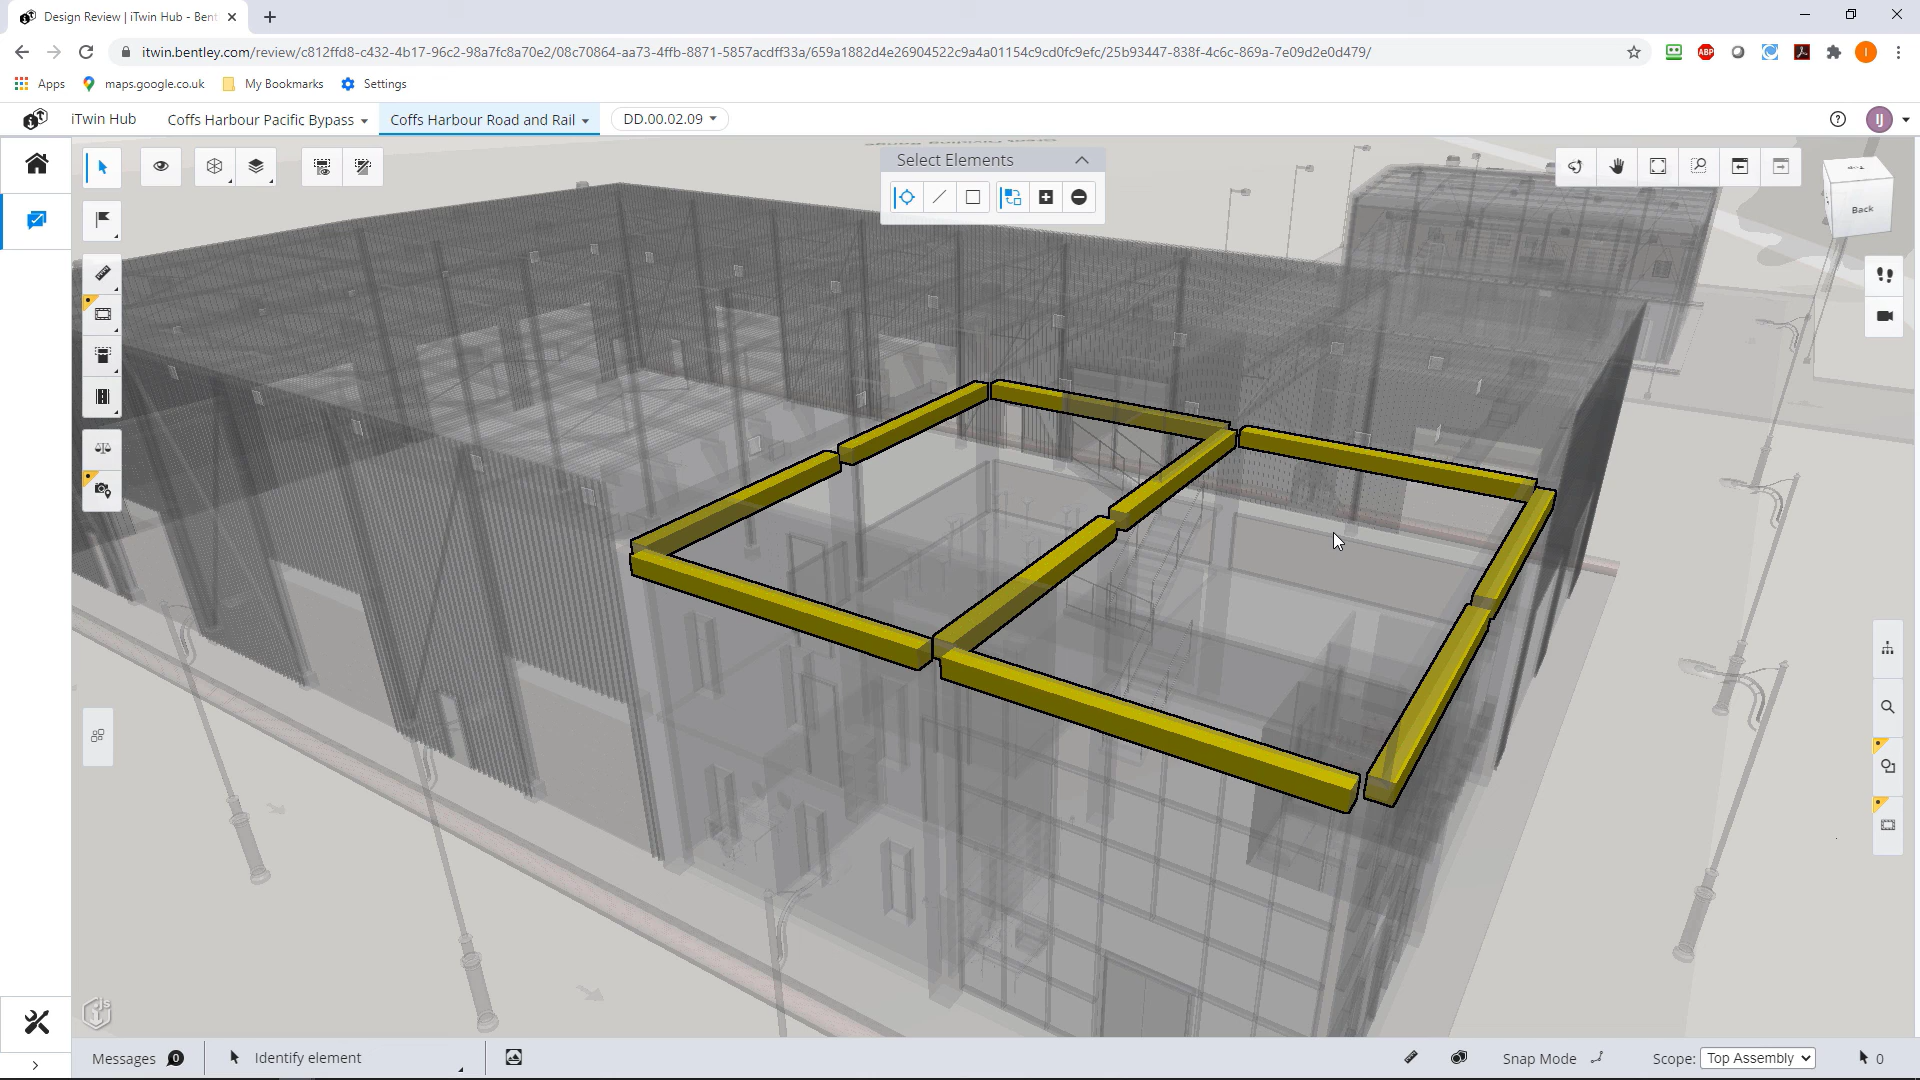 Design Review | iTwin Hub - Bent
itwin.bentley.com/review/c812ffd8-c432-4b17-96c2-98a7fc8a70e2/08c70864-aa73-4ffb-8871-5857acdff33a/659a1882d4e26904522c9a4a01154c9cd0fc9efc/25b93447-838f-4c6c-869a-7e09d2e0d479/
ABP
I
Apps
maps.google.co.uk
My Bookmarks
Settings
iTwin Hub
Coffs Harbour Pacific Bypass
Coffs Harbour Road and Rail
DD.00.02.09
IJ
Select Elements
Back
js
Messages
0
Identify element
Snap Mode
Scope:
Top Assembly
0